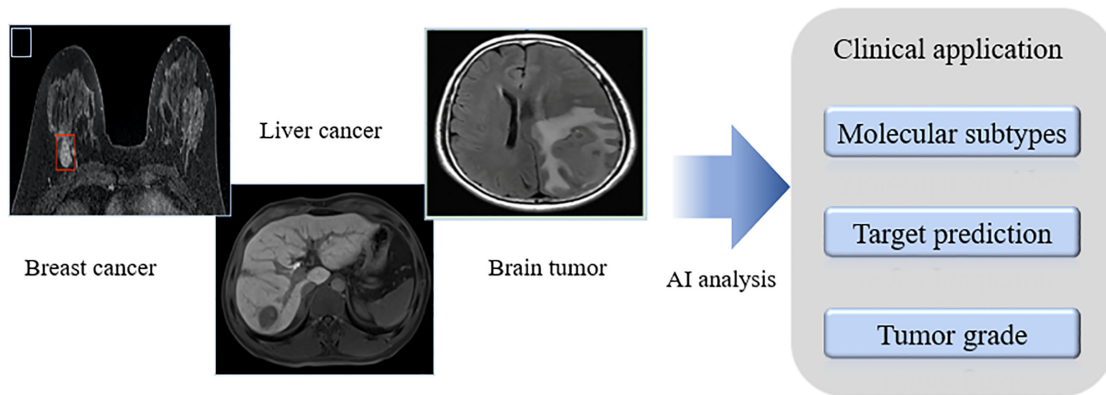 Breast cancer
Liver cancer
Brain tumor
AI analysis
Clinical application
Molecular subtypes
Target prediction
Tumor grade